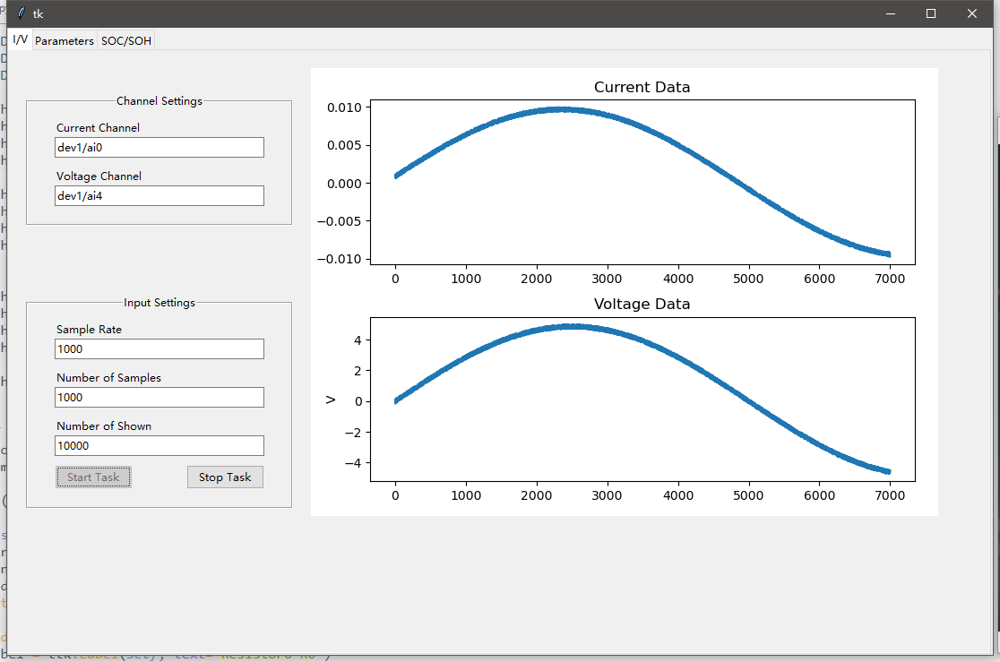 tk
I/V Parameters SOC/SOH
Channel Settings
Current Channel
dev1/ai0
Voltage Channel
dev1/ai4
Input Settings
Sample Rate
1000
Number of Samples
1000
Number of Shown
10000
Start Task Stop Task
Current Data
0.010
0.005
0.000
−0.005
−0.010
0 1000 2000 3000 4000 5000 6000 7000
Voltage Data
V
4
2
0
−2
−4
0 1000 2000 3000 4000 5000 6000 7000